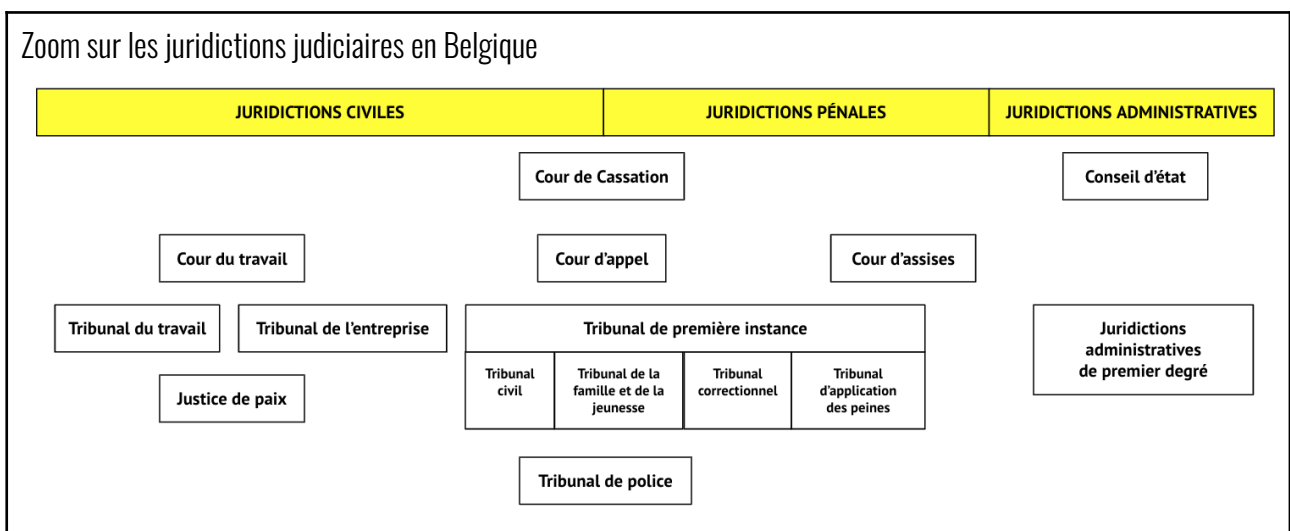 Zoom sur les juridictions judiciaires en Belgique
JURIDICTIONS CIVILES
JURIDICTIONS PÉNALES
JURIDICTIONS ADMINISTRATIVES
Cour de Cassation
Conseil d'état
Cour du travail
Cour d'appel
Cour d'assises
Tribunal du travail
Tribunal de l'entreprise
Tribunal de première instance
Tribunal
civil
Tribunal de la
famille et de la
jeunesse
Tribunal
correctionnel
Tribunal
d'application
des peines
Juridictions
administratives
de premier degré
Justice de paix
Tribunal de police